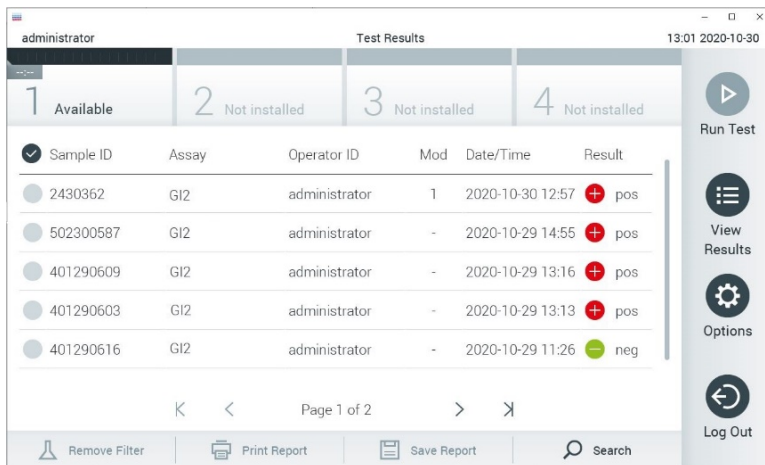 administrator Test Results 13:01 2020-10-30
--:--
1 Available 2 Not installed 3 Not installed 4 Not installed
Run Test
Sample ID Assay Operator ID Mod Date/Time Result
2430362 GI2 administrator 1 2020-10-30 12:57 pos
502300587 GI2 administrator - 2020-10-29 14:55 pos
View
Results
401290609 GI2 administrator - 2020-10-29 13:16 pos
401290603 GI2 administrator - 2020-10-29 13:13 pos
Options
401290616 GI2 administrator - 2020-10-29 11:26 neg
Page 1 of 2
Log Out
Remove Filter Print Report Save Report Search